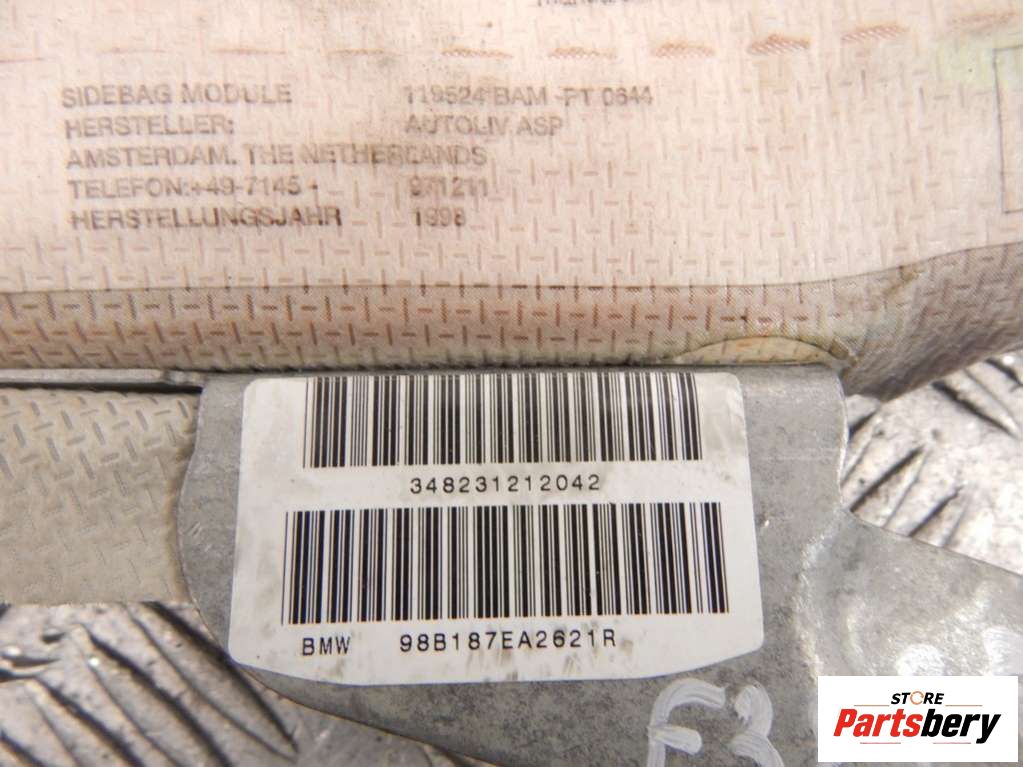 SIDEBAG MODULE 119524 BAM -PT 0644
HERSTELLER: AUTOLIV ASP
AMSTERDAM. THE NETHERLANDS
TELEFON:+49-7145 - 971211
HERSTELLUNGSJAHR 1998
348231212042
BMW 98B187EA2621R
F3
STORE
Partsbery